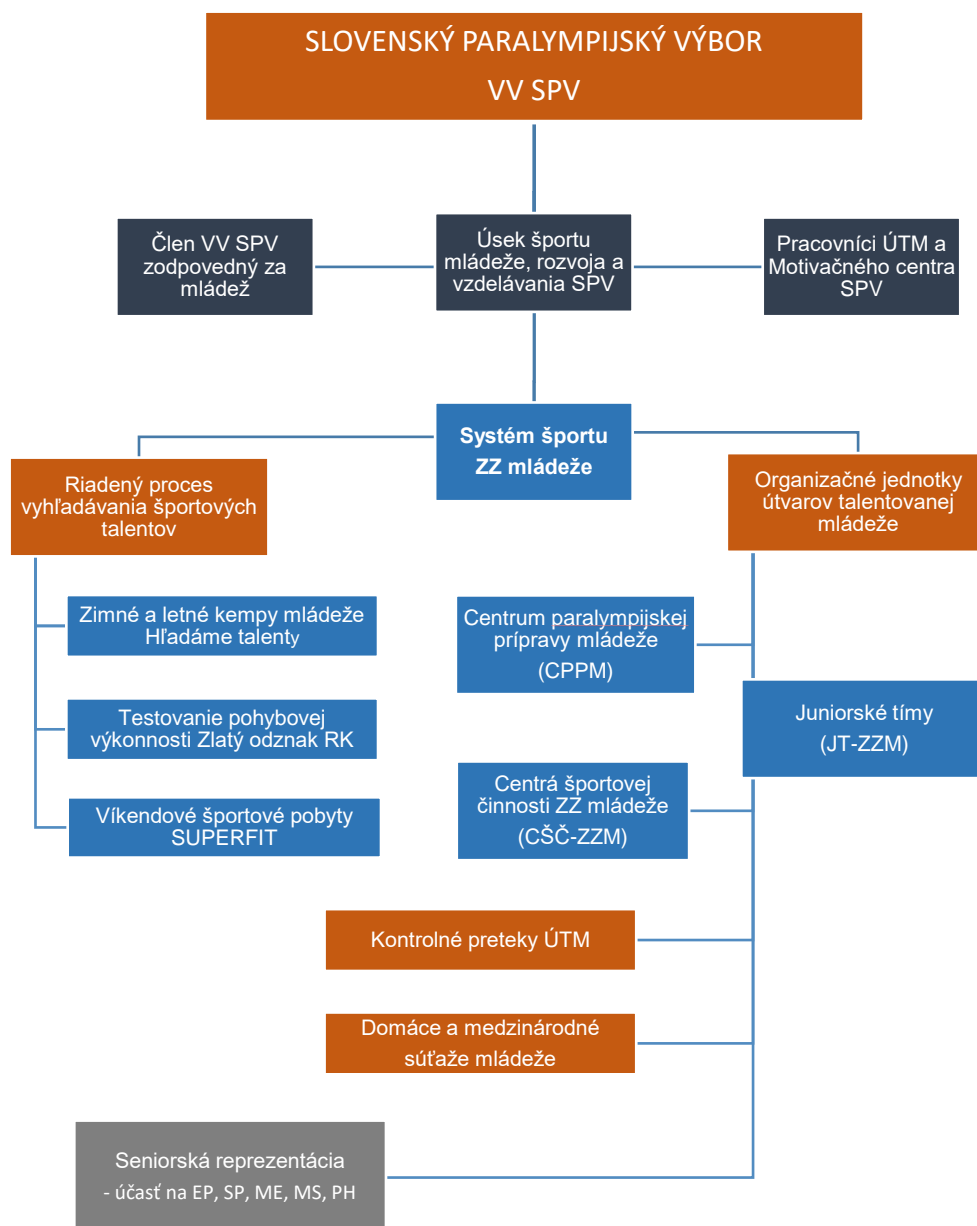 SLOVENSKÝ PARALYMPIJSKÝ VÝBOR
VV SPV
Člen VV SPV
zodpovedný za
mládež
Úsek športu
mládeže, rozvoja a
vzdelávania SPV
Pracovníci ÚTM a
Motivačného centra
SPV
Systém športu
ZZ mládeže
Riadený proces
vyhľadávania športových
talentov
Organizačné jednotky
útvarov talentovanej
mládeže
Zimné a letné kempy mládeže
Hľadáme talenty
Centrum paralympijskej
prípravy mládeže
(CPPM)
Testovanie pohybovej
výkonnosti Zlatý odznak RK
Juniorské tímy
(JT-ZZM)
Víkendové športové pobyty
SUPERFIT
Centrá športovej
činnosti ZZ mládeže
(CŠČ-ZZM)
Kontrolné preteky ÚTM
Domáce a medzinárodné
súťaže mládeže
Seniorská reprezentácia
- účasť na EP, SP, ME, MS, PH